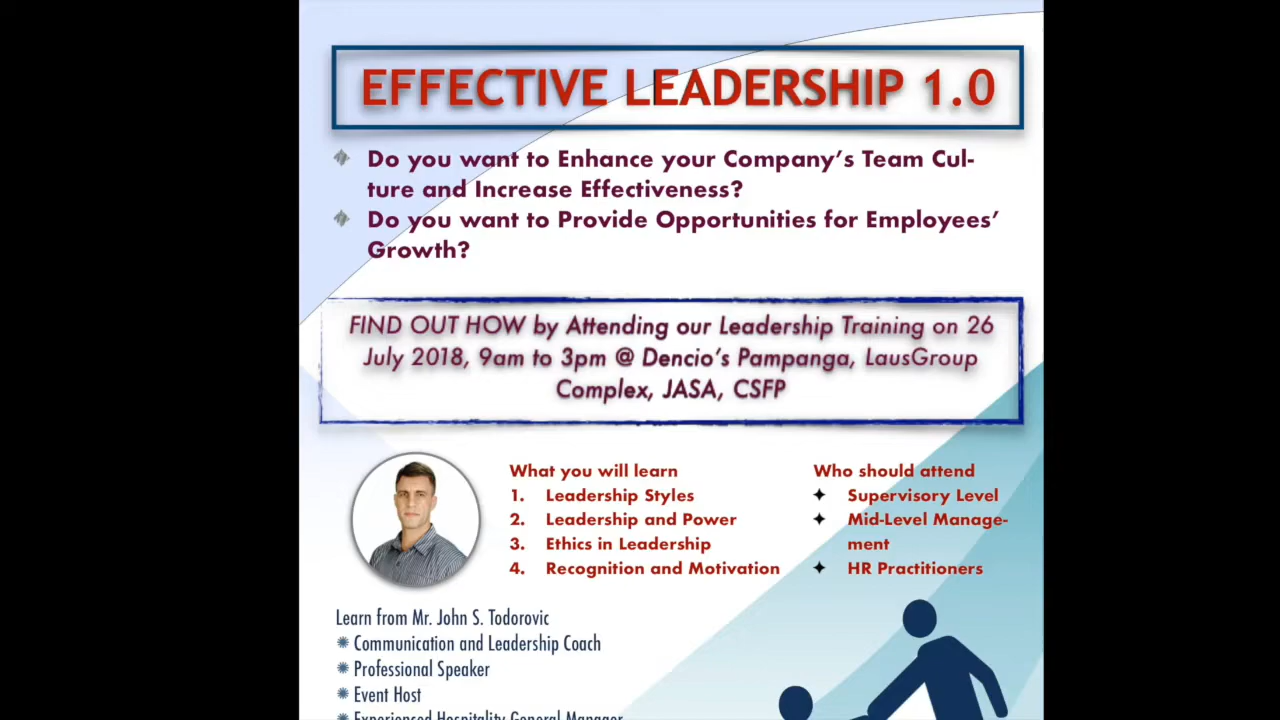 EFFECTIVE LEADERSHIP 1.0
Do you want to Enhance your Company's Team Cul-
ture and Increase Effectiveness?
Do you want to Provide Opportunities for Employees'
Growth?
FIND OUT HOW by Attending our Leadership Training on 26
July 2018, 9am to 3pm @ Dencio's Pampanga, LausGroup
Complex, JASA, CSFP
What you will learn
1. Leadership Styles
2. Leadership and Power
3. Ethics in Leadership
4. Recognition and Motivation
Who should attend
Supervisory Level
Mid-Level Manage-
ment
HR Practitioners
Learn from Mr. John S. Todorovic
Communication and Leadership Coach
Professional Speaker
Event Host
Experienced Hospitality General Manager